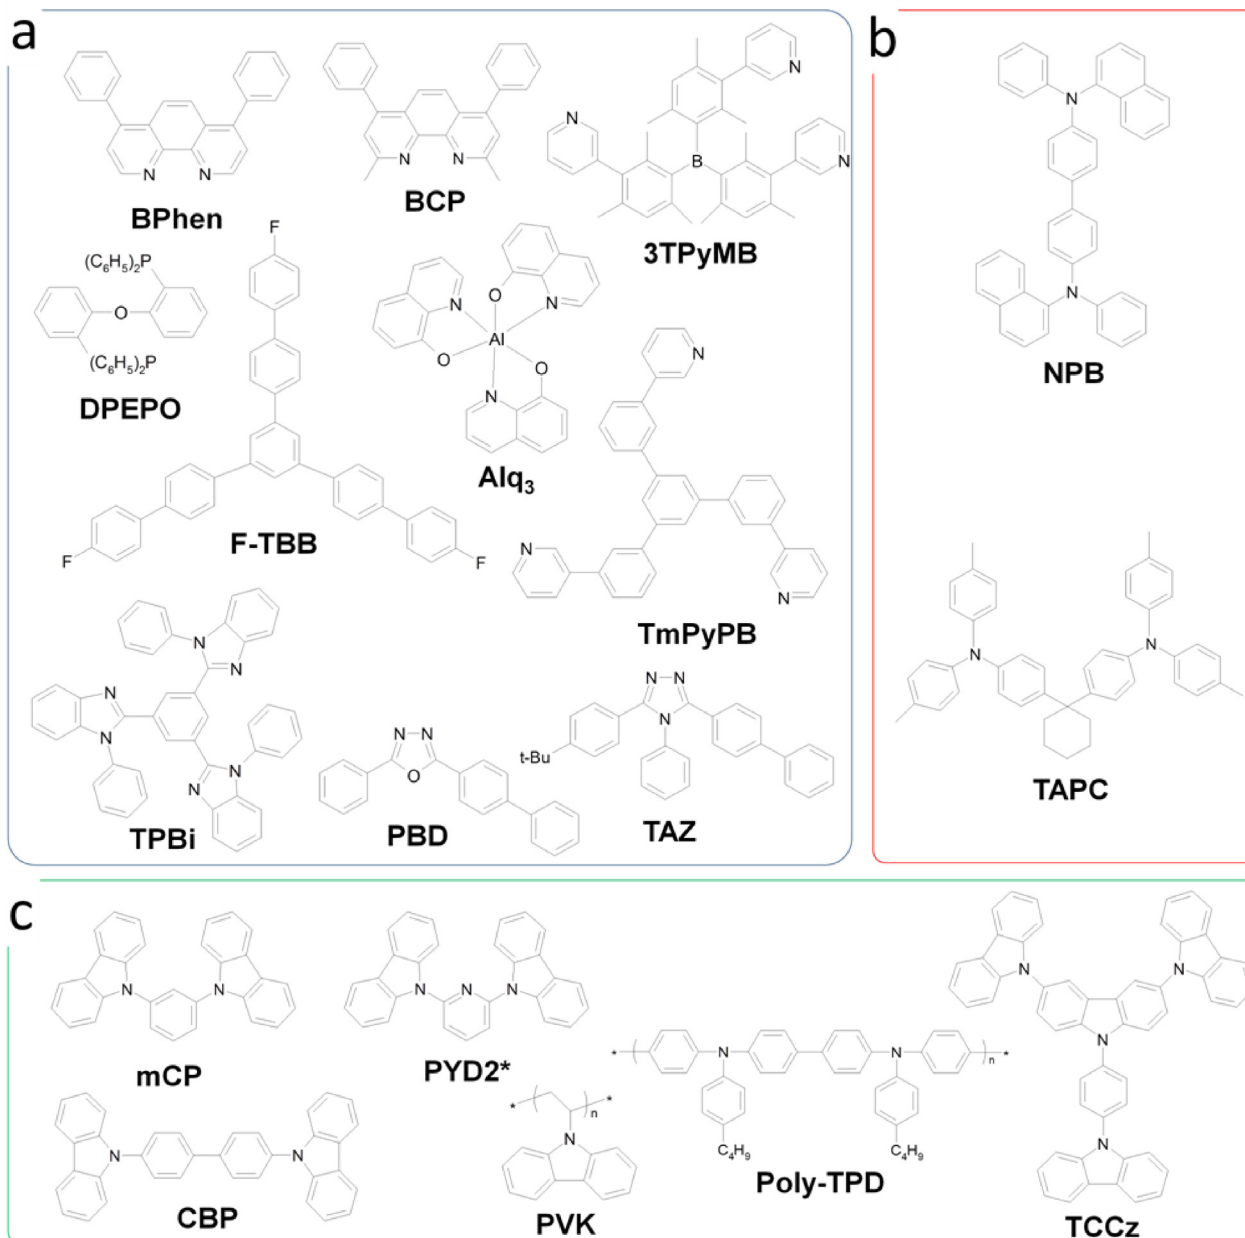 a
b
N
N
BPhen
N
N
BCP
N
N
B
N
3TPyMB
N
N
NPB
(C₆H₅)₂P
O
(C₆H₅)₂P
DPEPO
F
F
F
F-TBB
N
O
N
Al
O
O
N
Alq₃
N
N
N
TmPyPB
N
N
N
N
N
N
TPBi
N N
O
PBD
N N
N
t-Bu
TAZ
N
N
TAPC
c
N
N
mCP
N
N
N
PYD2*
N
N
CBP
*
n
*
N
PVK
*
N
N
n
*
C₄H₉
C₄H₉
Poly-TPD
N
N
N
N
TCCz